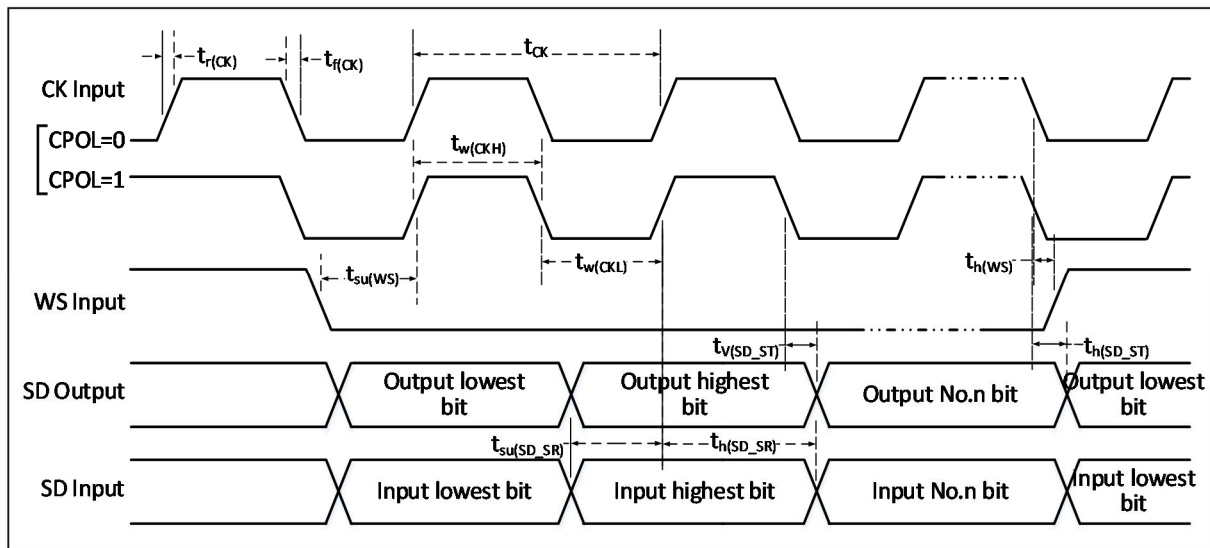 tr(CK)
tf(CK)
tCK
CK Input
CPOL=0
tw(CKH)
CPOL=1
tsu(WS)
tw(CKL)
th(WS)
WS Input
tV(SD_ST)
th(SD_ST)
SD Output
Output lowest
bit
Output highest
bit
Output No.n bit
Output lowest
bit
tsu(SD_SR)
th(SD_SR)
SD Input
Input lowest bit
Input highest bit
Input No.n bit
Input lowest
bit